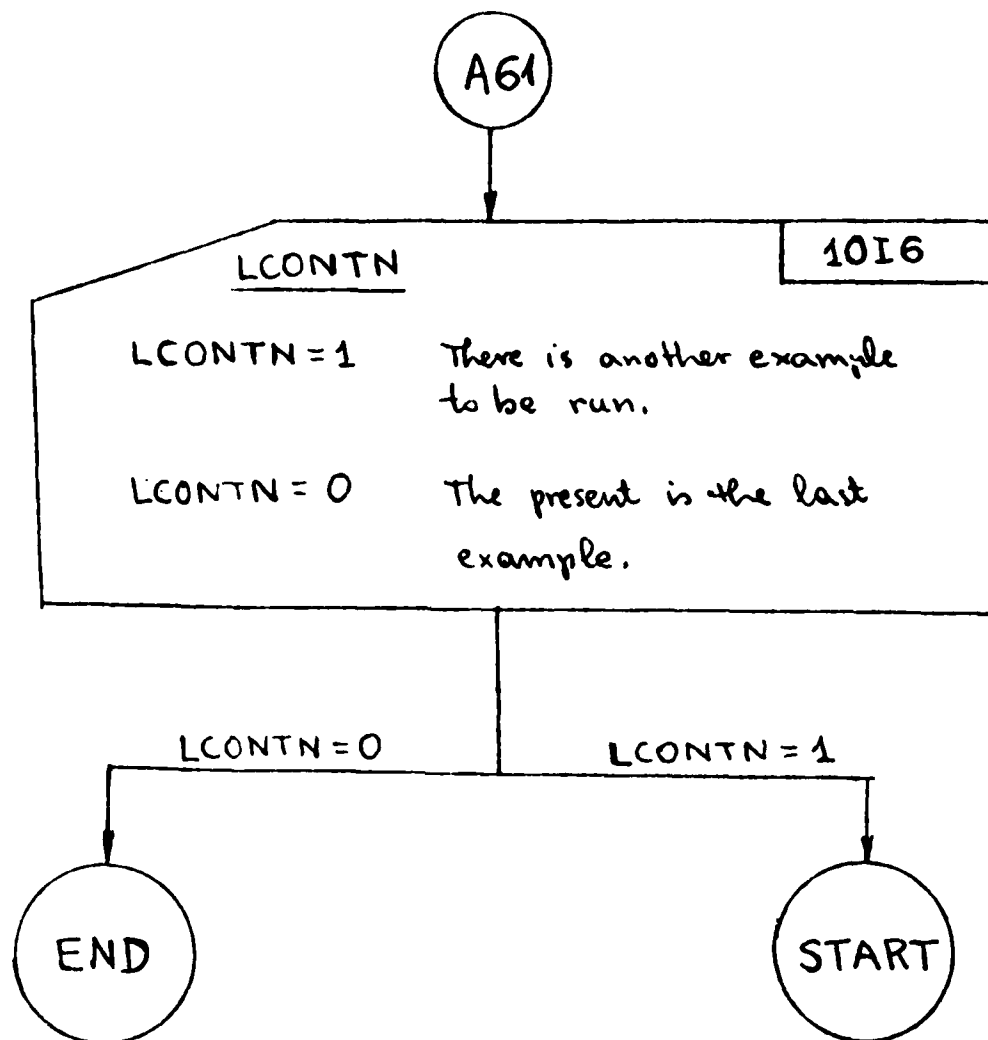 A61
LCONTN
10I6
LCONTN = 1 There is another example
to be run.
LCONTN = 0 The present is the last
example.
LCONTN = 0
LCONTN = 1
END
START